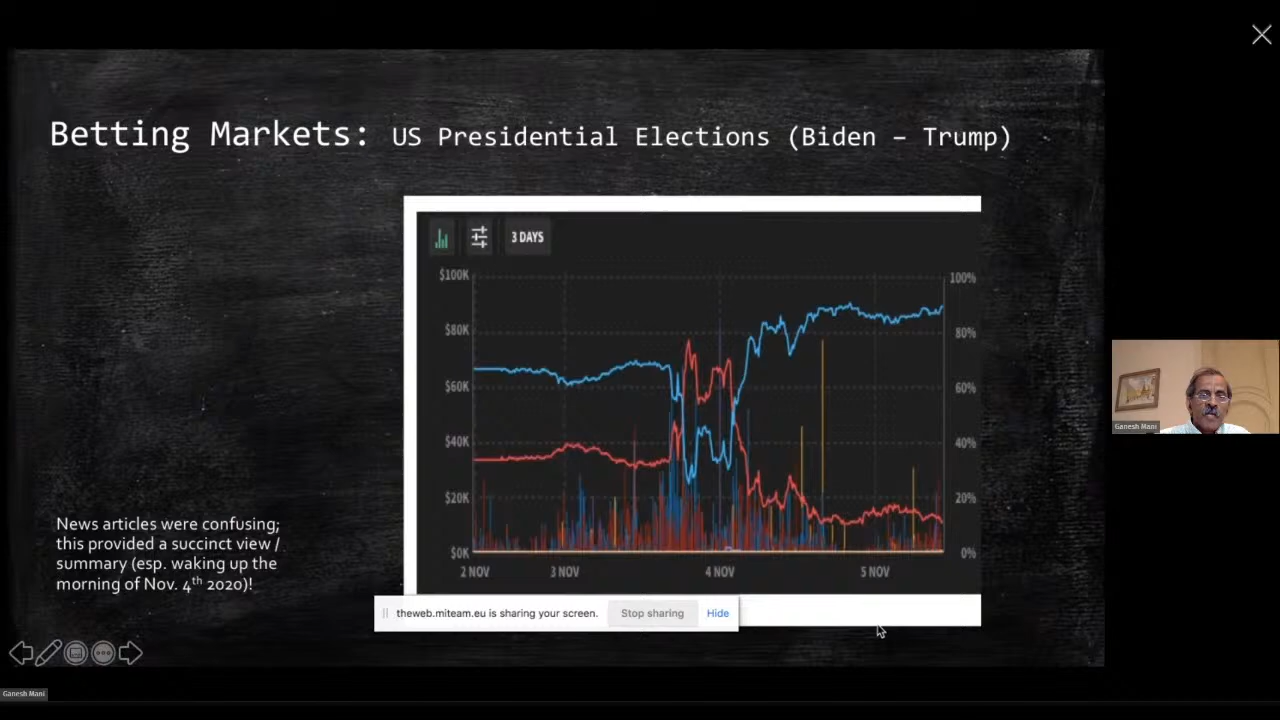 Betting Markets: US Presidential Elections (Biden – Trump)
3 DAYS
$100K
$80K
$60K
$40K
$20K
$0K
100%
80%
60%
40%
20%
0%
2 NOV
3 NOV
4 NOV
5 NOV
News articles were confusing;
this provided a succinct view /
summary (esp. waking up the
morning of Nov. 4th 2020)!
theweb.miteam.eu is sharing your screen.
Stop sharing
Hide
Ganesh Mani
Ganesh Mani